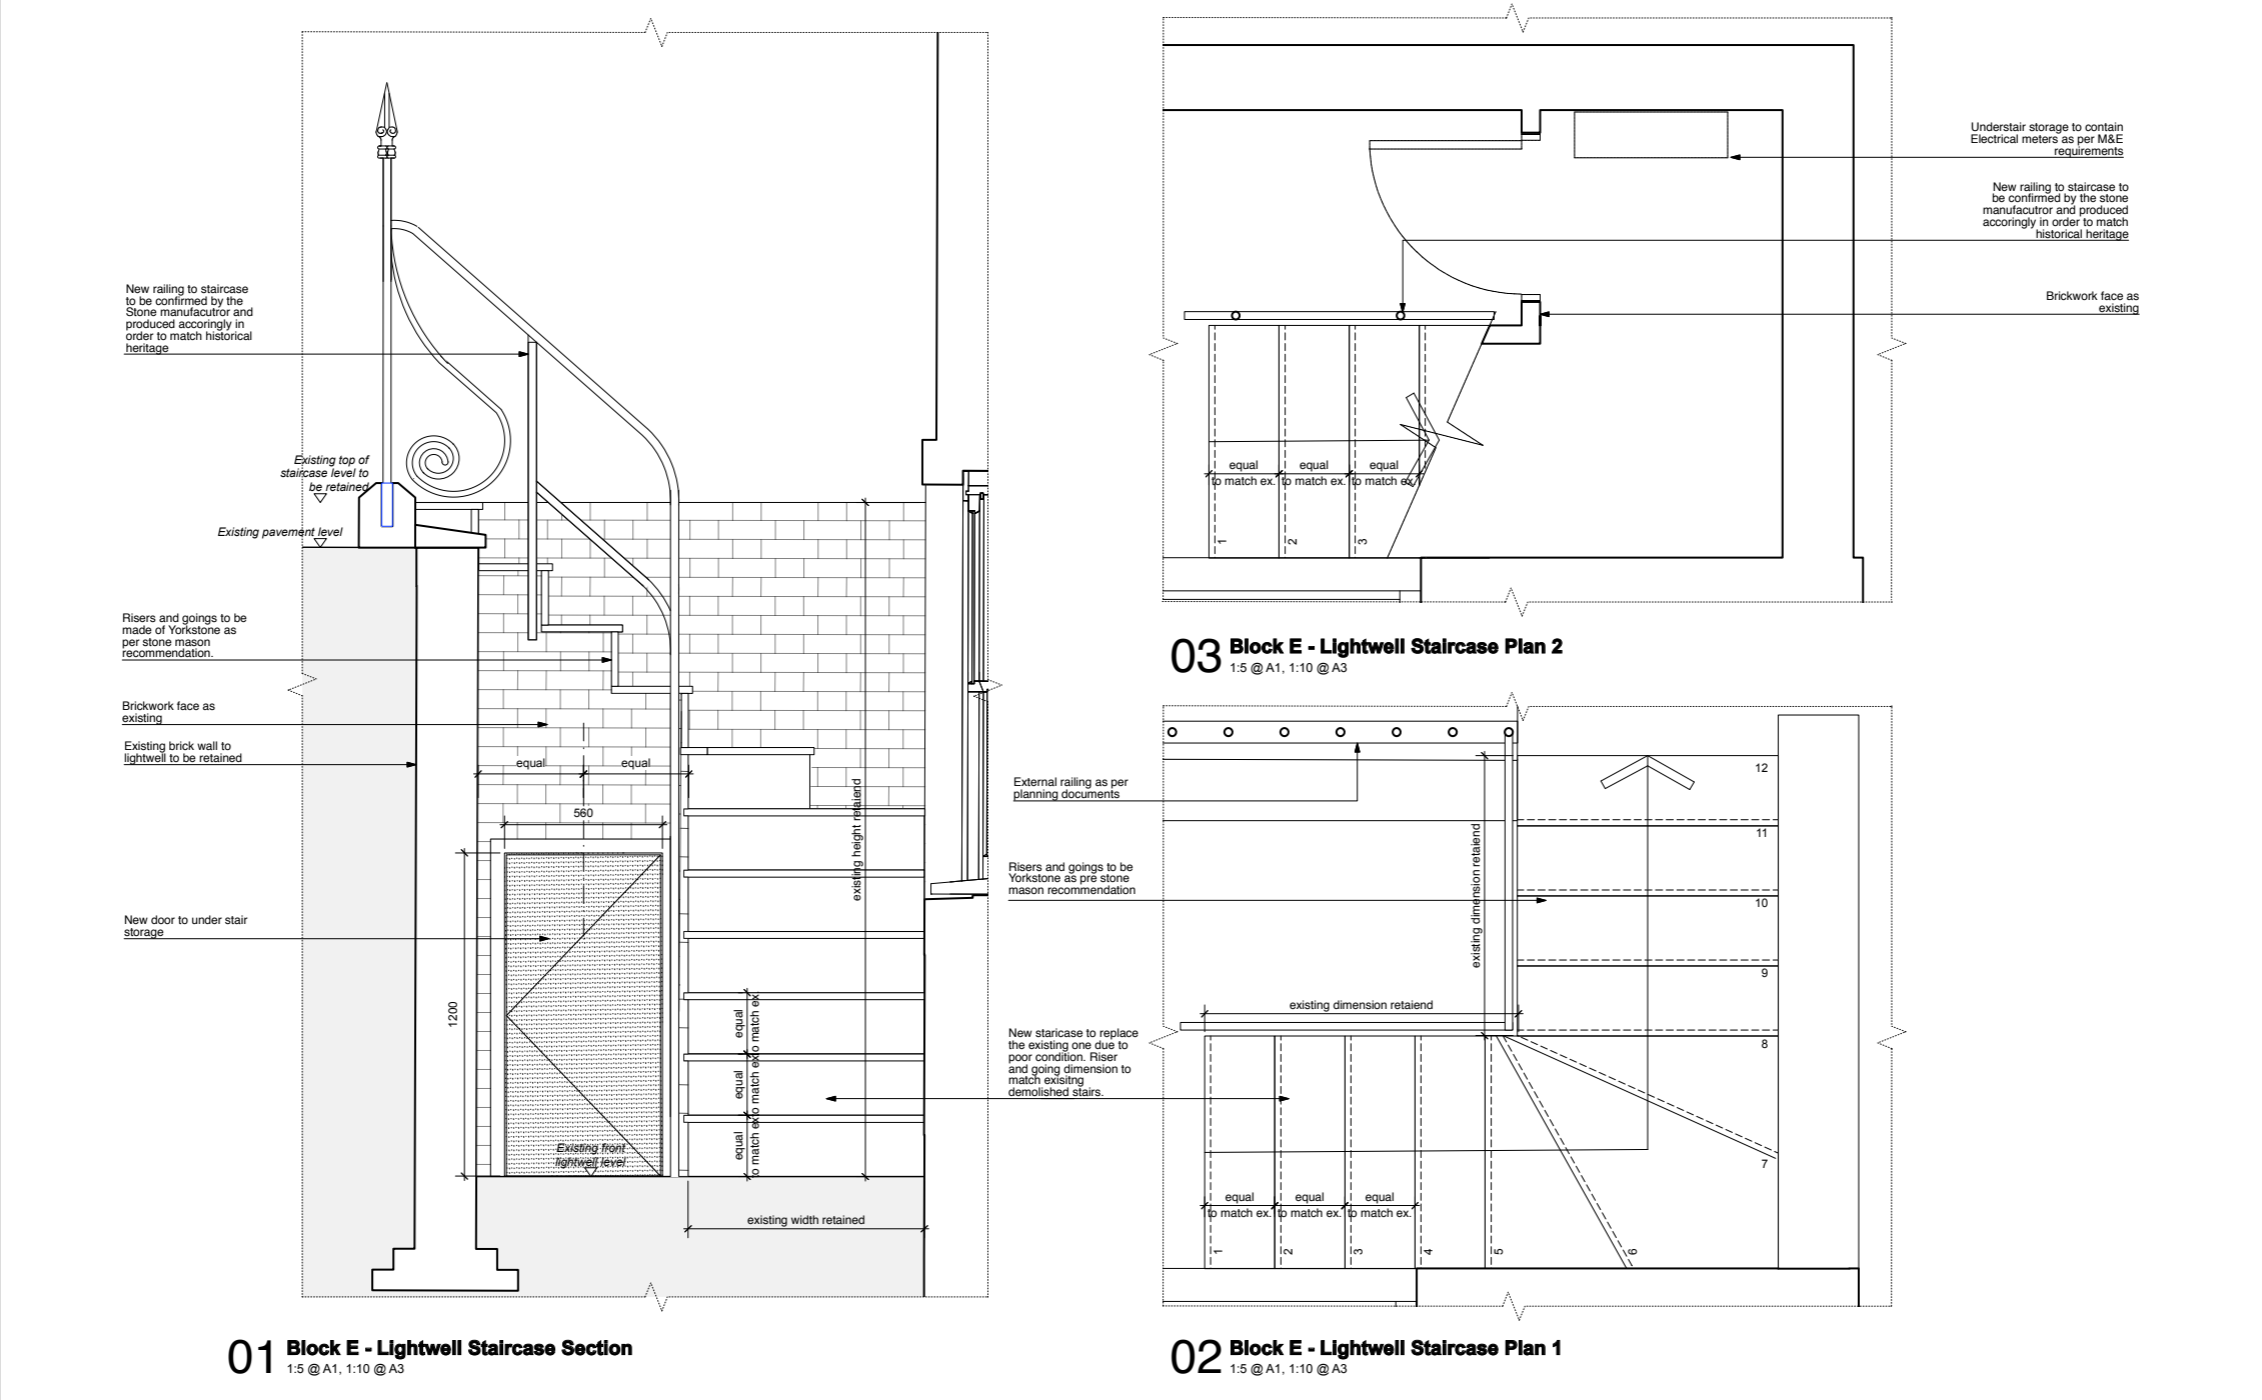 New railing to staircase
to be confirmed by the
Stone manufacutror and
produced accoringly in
order to match historical
heritage
Existing top of
staircase level to
be retained
Existing pavement level
Risers and goings to be
made of Yorkstone as
per stone mason
recommendation.
Brickwork face as
existing
Existing brick wall to
lightwell to be retained
New door to under stair
storage
equal
equal
560
1200
existing height retaiend
equal
to match ex.
equal
to match ex.
equal
to match ex.
Existing front
lightwell level
existing width retained
01
Block E - Lightwell Staircase Section
1:5 @ A1, 1:10 @ A3
Understair storage to contain
Electrical meters as per M&E
requirements
New railing to staircase to
be confirmed by the stone
manufacutror and produced
accoringly in order to match
historical heritage
Brickwork face as
existing
equal
equal
equal
to match ex.
to match ex.
to match ex.
1
2
3
03
Block E - Lightwell Staircase Plan 2
1:5 @ A1, 1:10 @ A3
External railing as per
planning documents
Risers and goings to be
Yorkstone as pre stone
mason recommendation
New staricase to replace
the existing one due to
poor condition. Riser
and going dimension to
match exisitng
demolished stairs.
existing dimension retaiend
existing dimension retaiend
12
11
10
9
8
7
equal
equal
equal
to match ex.
to match ex.
to match ex.
1
2
3
4
5
6
02
Block E - Lightwell Staircase Plan 1
1:5 @ A1, 1:10 @ A3